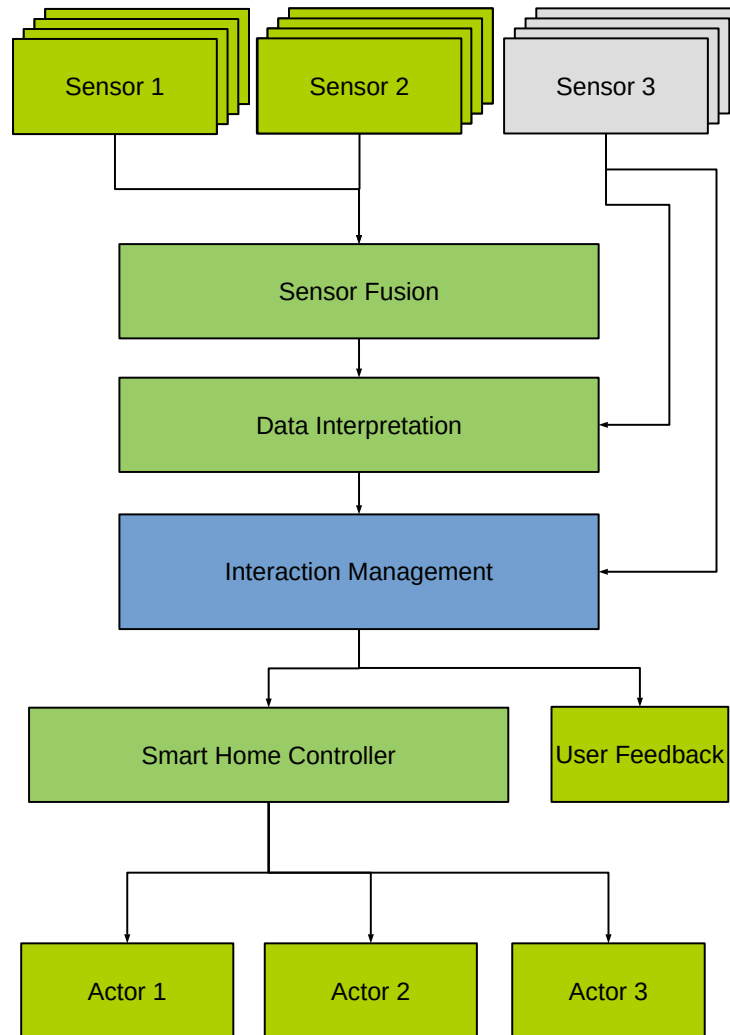 Sensor 1
Sensor 2
Sensor 3
Sensor Fusion
Data Interpretation
Interaction Management
Smart Home Controller
User Feedback
Actor 1
Actor 2
Actor 3